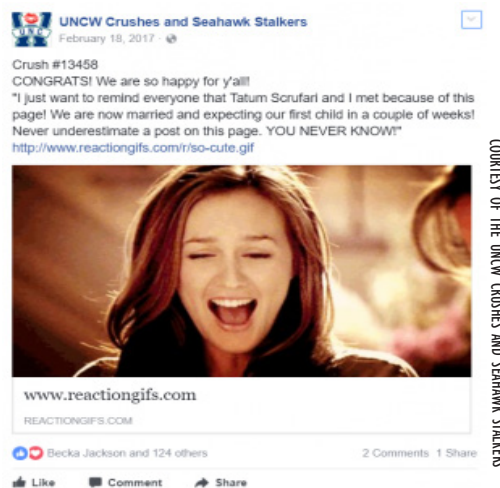 UNC
UNCW Crushes and Seahawk Stalkers
February 18, 2017 ·
Crush #13458
CONGRATS! We are so happy for y'all!
"I just want to remind everyone that Tatum Scrufari and I met because of this
page! We are now married and expecting our first child in a couple of weeks!
Never underestimate a post on this page. YOU NEVER KNOW!"
http://www.reactiongifs.com/r/so-cute.gif
www.reactiongifs.com
REACTIONGIFS.COM
Becka Jackson and 124 others
2 Comments 1 Share
Like Comment Share
COURTESY OF THE UNCW CRUSHES AND SEAHAWK STALKERS